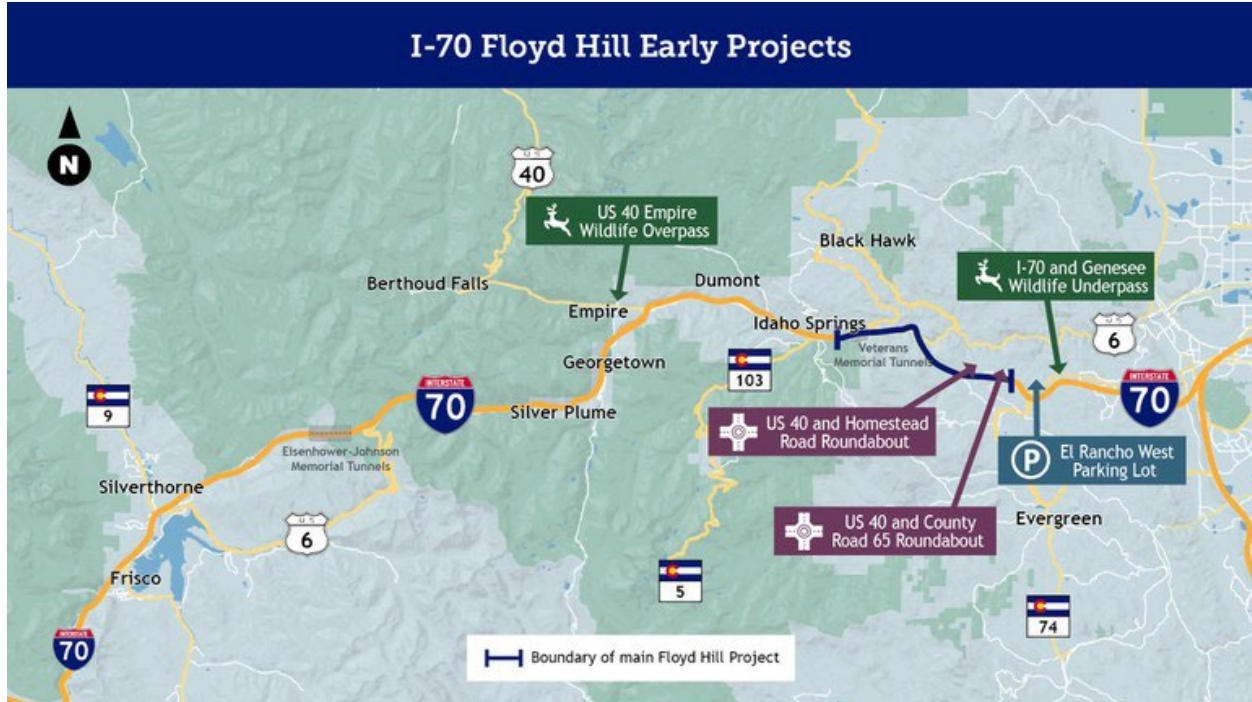 I-70 Floyd Hill Early Projects
N
U S
40
US 40 Empire
Wildlife Overpass
Black Hawk
I-70 and Genesee
Wildlife Underpass
Berthoud Falls
Dumont
Empire
Idaho Springs
U S
6
Veterans
Memorial Tunnels
Georgetown
103
INTERSTATE
70
INTERSTATE
70
9
Silver Plume
US 40 and Homestead
Road Roundabout
Eisenhower-Johnson
Memorial Tunnels
P
El Rancho West
Parking Lot
Silverthorne
U S
6
US 40 and County
Road 65 Roundabout
Evergreen
Frisco
5
74
INTERSTATE
70
Boundary of main Floyd Hill Project